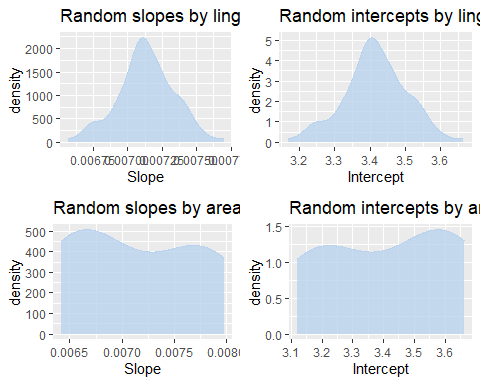 Random slopes by ling
Random intercepts by ling
density
2000
1500
1000
500
0
Slope
density
5
4
3
2
1
0
3.2 3.3 3.4 3.5 3.6
Intercept
Random slopes by area
Random intercepts by ar
density
500
400
300
200
100
0
0.0065 0.0070 0.0075 0.0080
Slope
density
1.5
1.0
0.5
0.0
3.1 3.2 3.3 3.4 3.5 3.6
Intercept